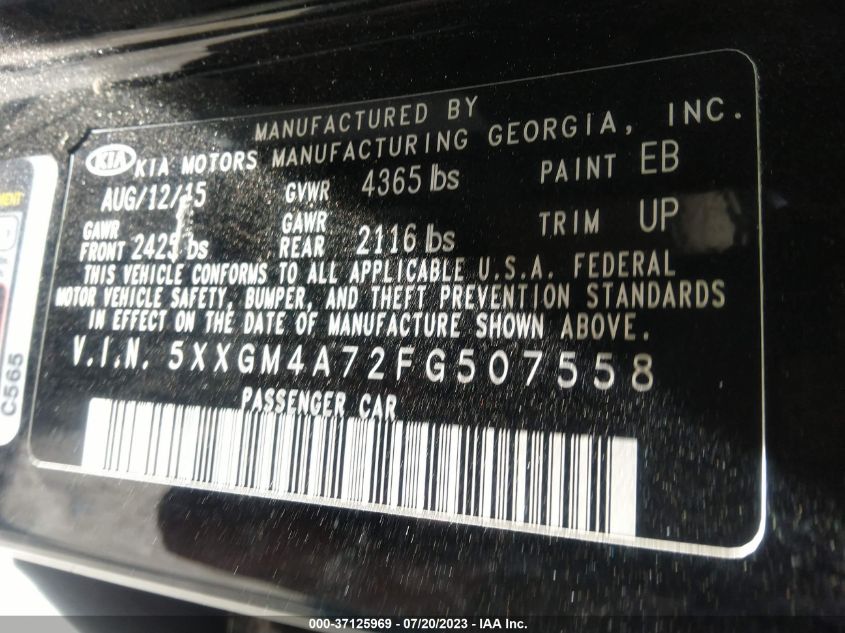 MANUFACTURED BY
KIA KIA MOTORS MANUFACTURING GEORGIA, INC.
AUG/12/15 GVWR 4365 lbs PAINT EB
GAWR FRONT 2425 lbs GAWR REAR 2116 lbs TRIM UP
THIS VEHICLE CONFORMS TO ALL APPLICABLE U.S.A. FEDERAL
MOTOR VEHICLE SAFETY, BUMPER, AND THEFT PREVENTION STANDARDS
IN EFFECT ON THE DATE OF MANUFACTURE SHOWN ABOVE.
V.I.N. 5XXGM4A72FG507558
PASSENGER CAR
C565
000-37125969 - 07/20/2023 - IAA Inc.